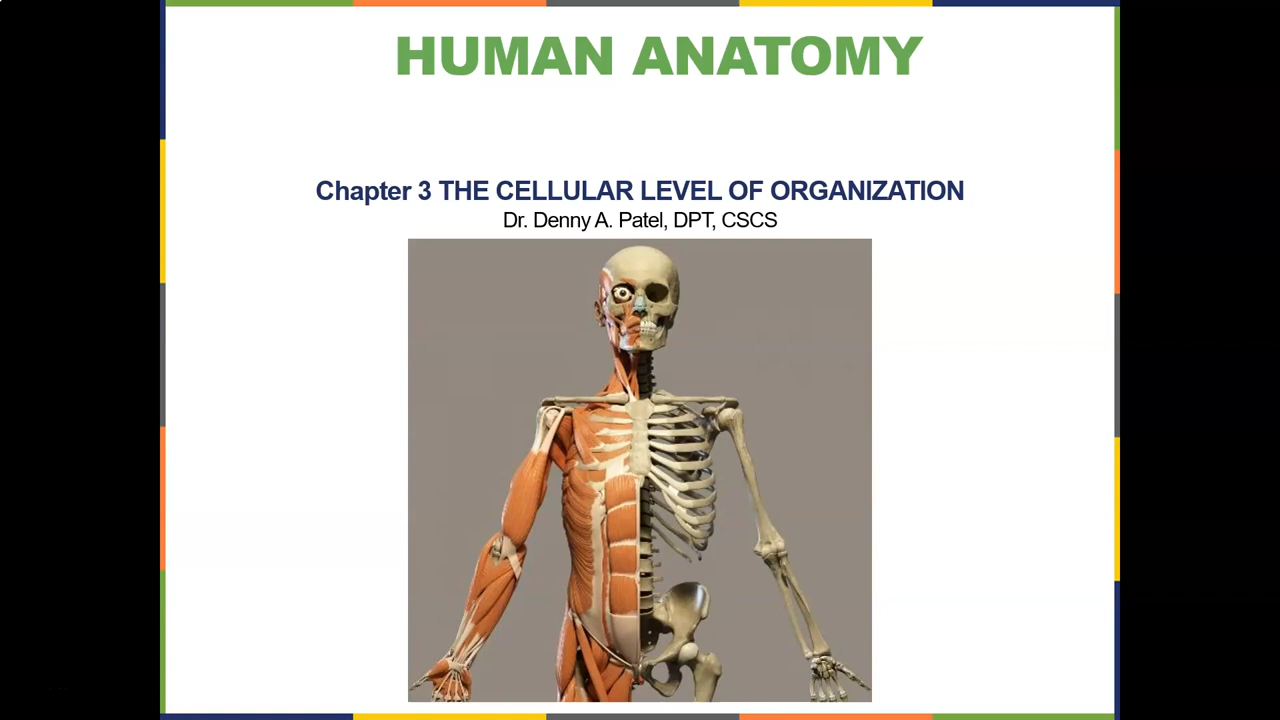 HUMAN ANATOMY
Chapter 3 THE CELLULAR LEVEL OF ORGANIZATION
Dr. Denny A. Patel, DPT, CSCS